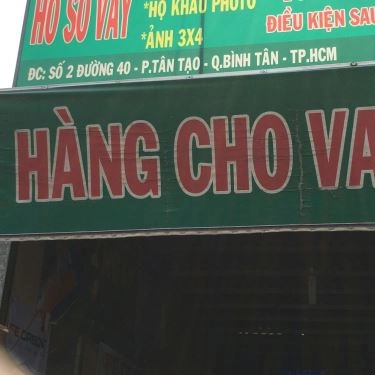 HỒ SƠ VAY
*HỘ KHẨU PHOTO
*ẢNH 3X4
ĐIỀU KIỆN SAU
ĐC: SỐ 2 ĐƯỜNG 40 - P.TÂN TẠO - Q.BÌNH TÂN - TP.HCM
HÀNG CHO VA